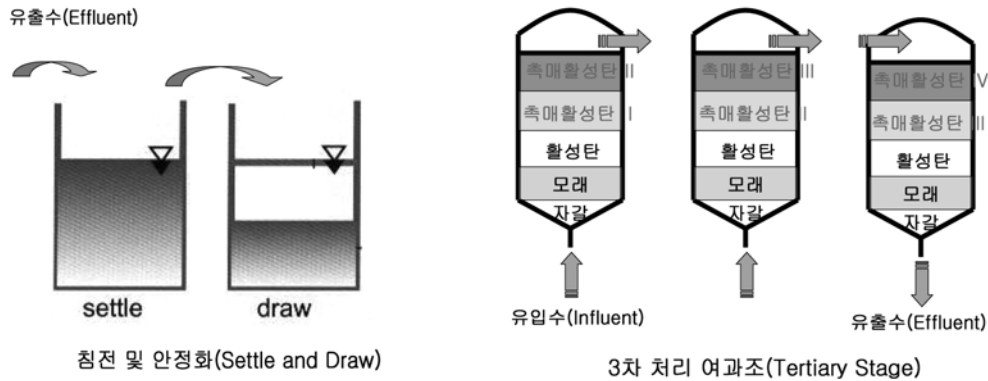 유출수(Effluent)
settle
draw
침전 및 안정화(Settle and Draw)
촉매활성탄 II
촉매활성탄 I
활성탄
모래
자갈
유입수(Influent)
촉매활성탄 III
촉매활성탄 I
활성탄
모래
자갈
촉매활성탄 IV
촉매활성탄 II
활성탄
모래
자갈
유출수(Effluent)
3차 처리 여과조(Tertiary Stage)